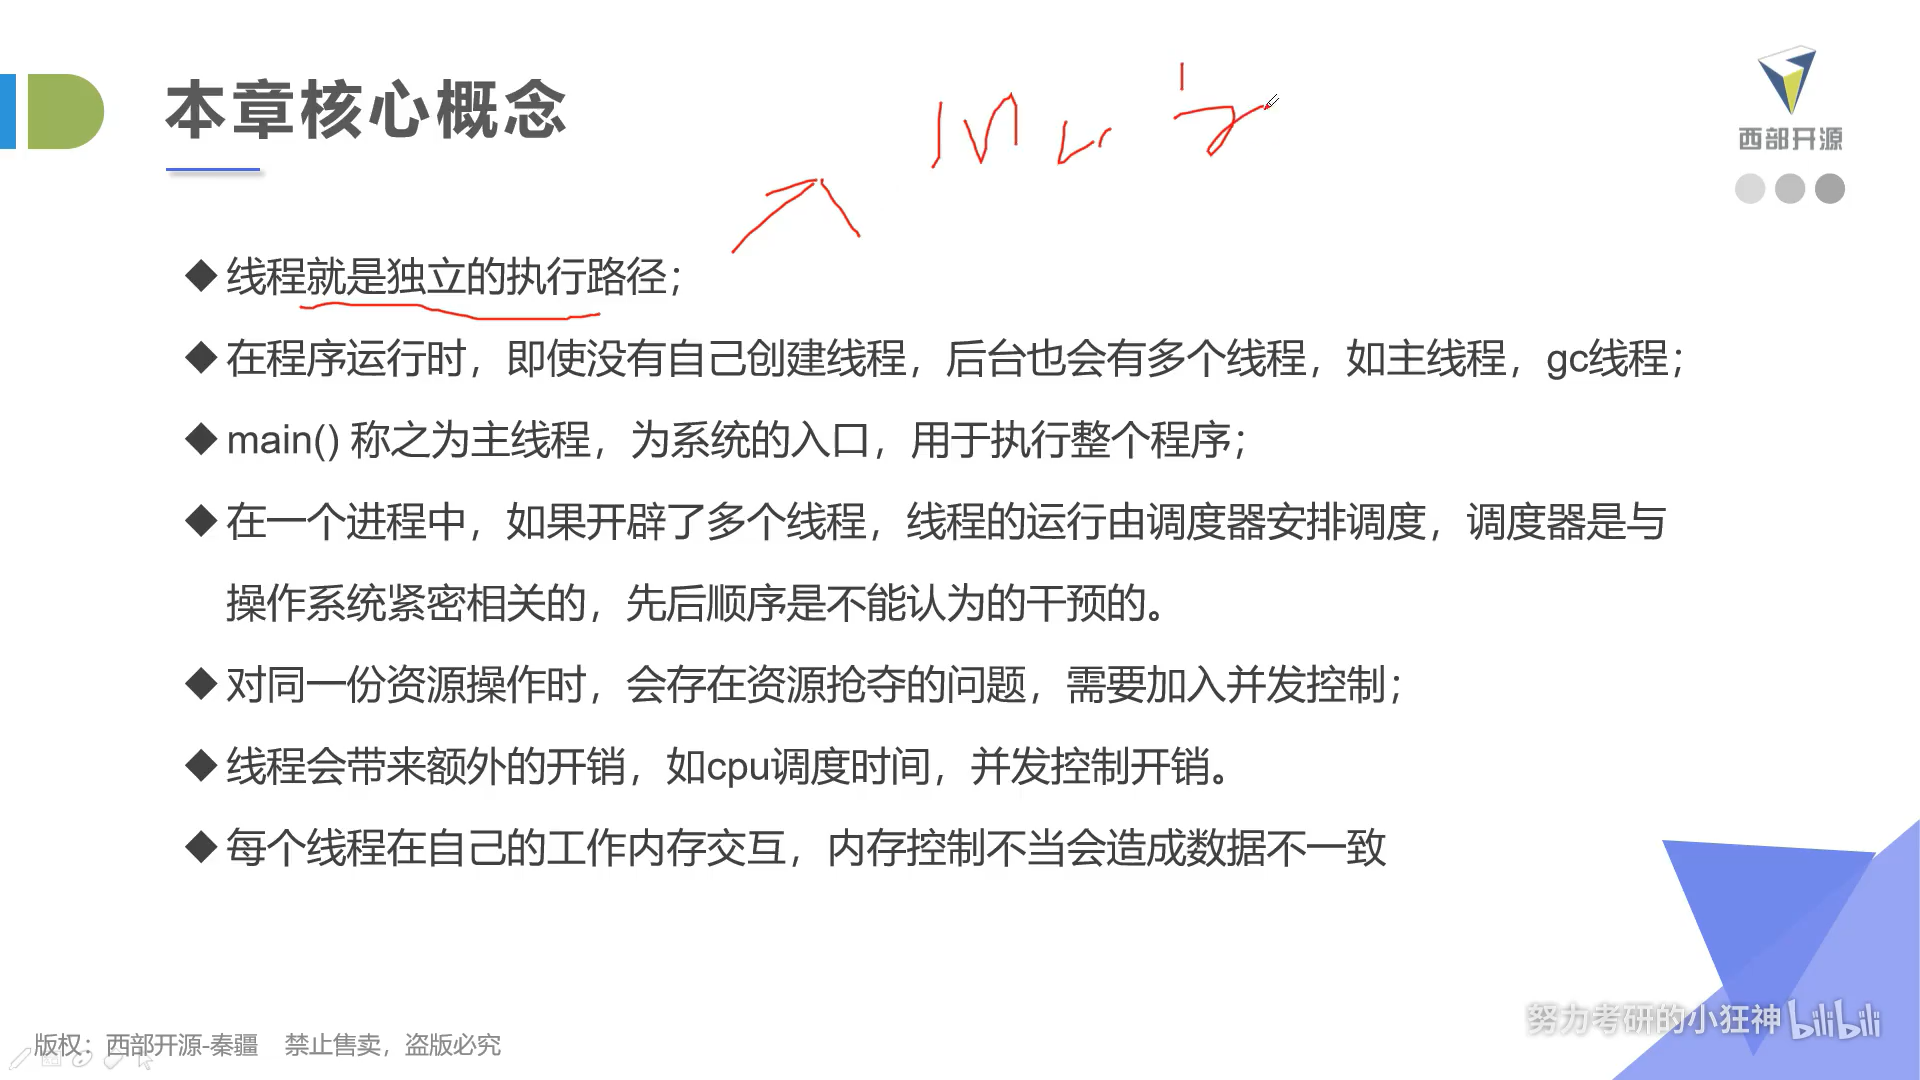 本章核心概念
西部开源
线程就是独立的执行路径；
在程序运行时，即使没有自己创建线程，后台也会有多个线程，如主线程，gc线程；
main() 称之为主线程，为系统的入口，用于执行整个程序；
在一个进程中，如果开辟了多个线程，线程的运行由调度器安排调度，调度器是与
操作系统紧密相关的，先后顺序是不能认为的干预的。
对同一份资源操作时，会存在资源抢夺的问题，需要加入并发控制；
线程会带来额外的开销，如cpu调度时间，并发控制开销。
每个线程在自己的工作内存交互，内存控制不当会造成数据不一致
努力考研的小狂神 bilibili
版权：西部开源-秦疆 禁止售卖，盗版必究